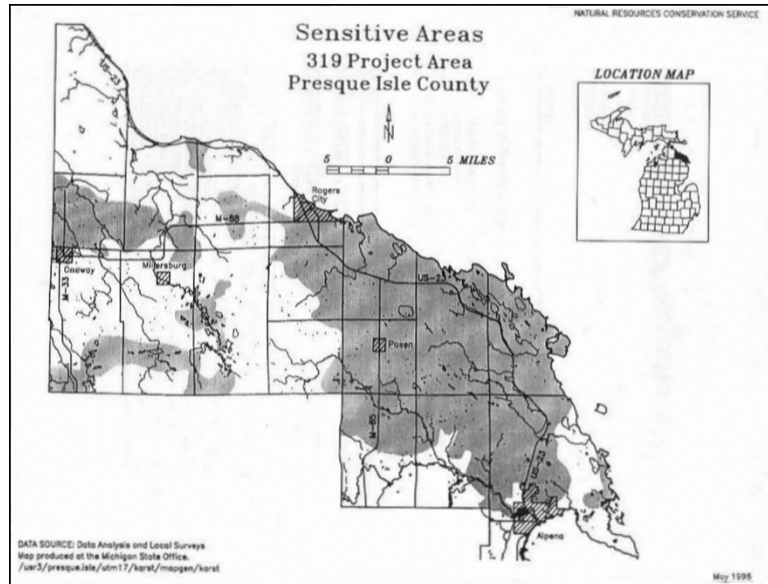 NATURAL RESOURCES CONSERVATION SERVICE
Sensitive Areas
319 Project Area
Presque Isle County
LOCATION MAP
N
5 0 5 MILES
US-23
Rogers
City
M-68
Onaway
Millersburg
M-33
US-23
Posen
M-65
US-23
Alpena
DATA SOURCE: Data Analysis and Local Surveys
Map produced at the Michigan State Office.
/usr3/presque.isle/utm17/karst/mapgen/karst
May 1996